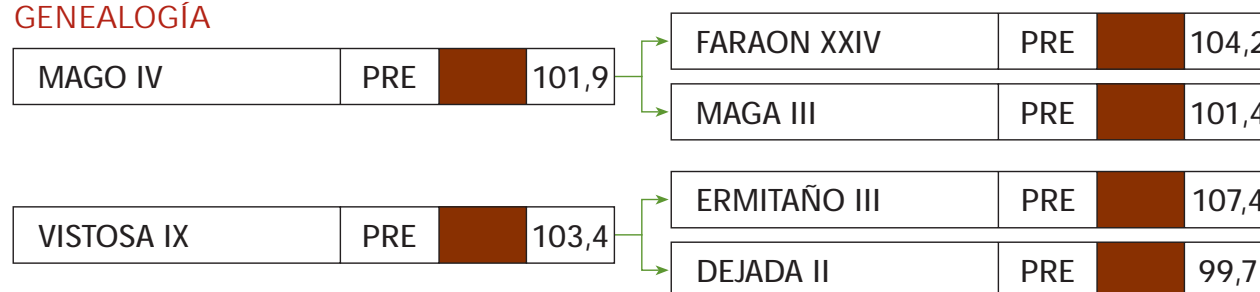 GENEALOGÍA
MAGO IV PRE 101,9
FARAON XXIV PRE 104,2
MAGA III PRE 101,4
VISTOSA IX PRE 103,4
ERMITAÑO III PRE 107,4
DEJADA II PRE 99,7